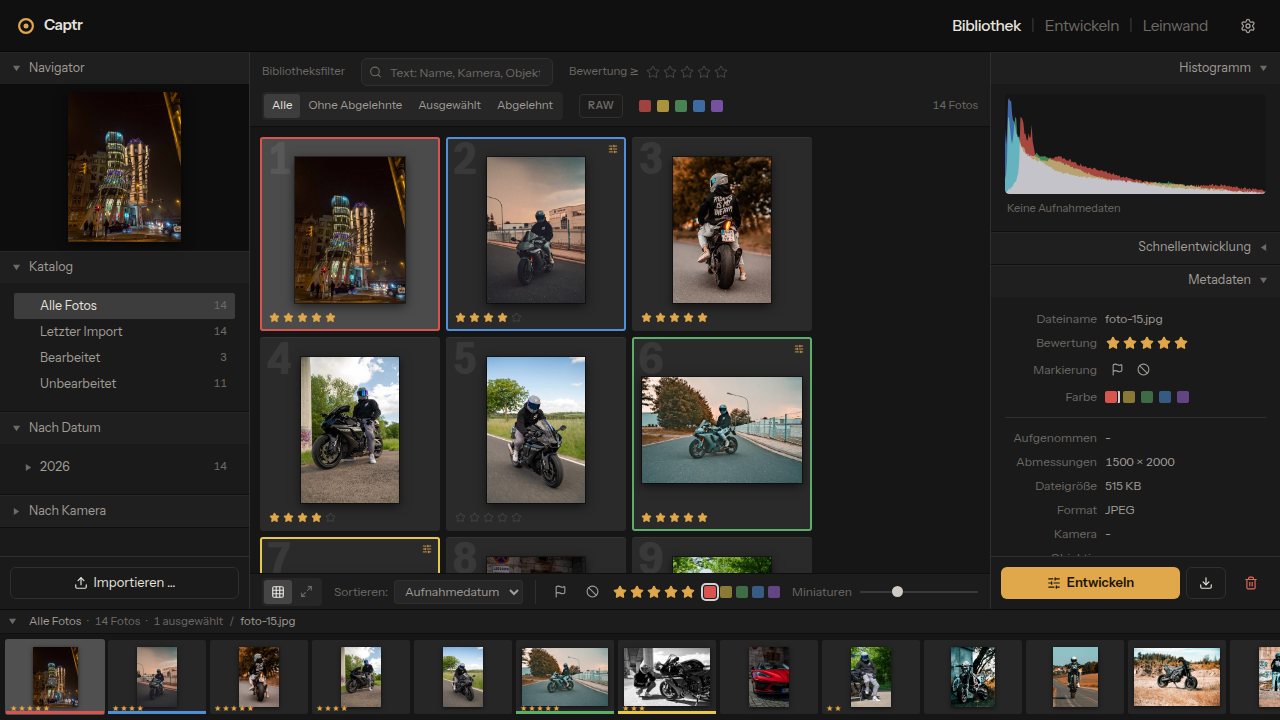 Captr
Bibliothek | Entwickeln | Leinwand
Navigator
Bibliotheksfilter
Text: Name, Kamera, Objekt
Bewertung ≥
Histogramm
Alle
Ohne Abgelehnte
Ausgewählt
Abgelehnt
RAW
14 Fotos
1
2
3
Keine Aufnahmedaten
Schnellentwicklung
Katalog
Metadaten
Alle Fotos 14
Letzter Import 14
Bearbeitet 3
Unbearbeitet 11
Dateiname foto-15.jpg
Bewertung
Markierung
Farbe
4
5
6
Nach Datum
2026 14
Nach Kamera
Aufgenommen -
Abmessungen 1500 × 2000
Dateigröße 515 KB
Format JPEG
Kamera -
7
8
9
Importieren ...
Sortieren: Aufnahmedatum
Miniaturen
Entwickeln
Alle Fotos · 14 Fotos · 1 ausgewählt / foto-15.jpg